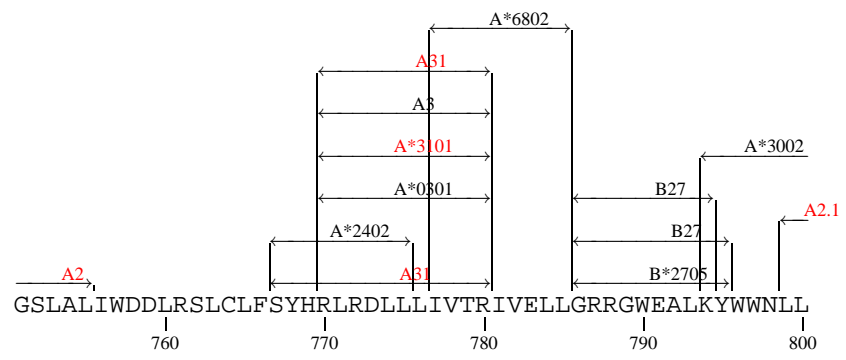 A*6802
A31
A3
A*3101
A*3002
A*0301
B27
A2.1
A*2402
B27
A2
A31
B*2705
GSLALIWDDLRSLCLFSYHRLRDLLLIVTRIVELLGRRGWEALKYWWNLL
760
770
780
790
800